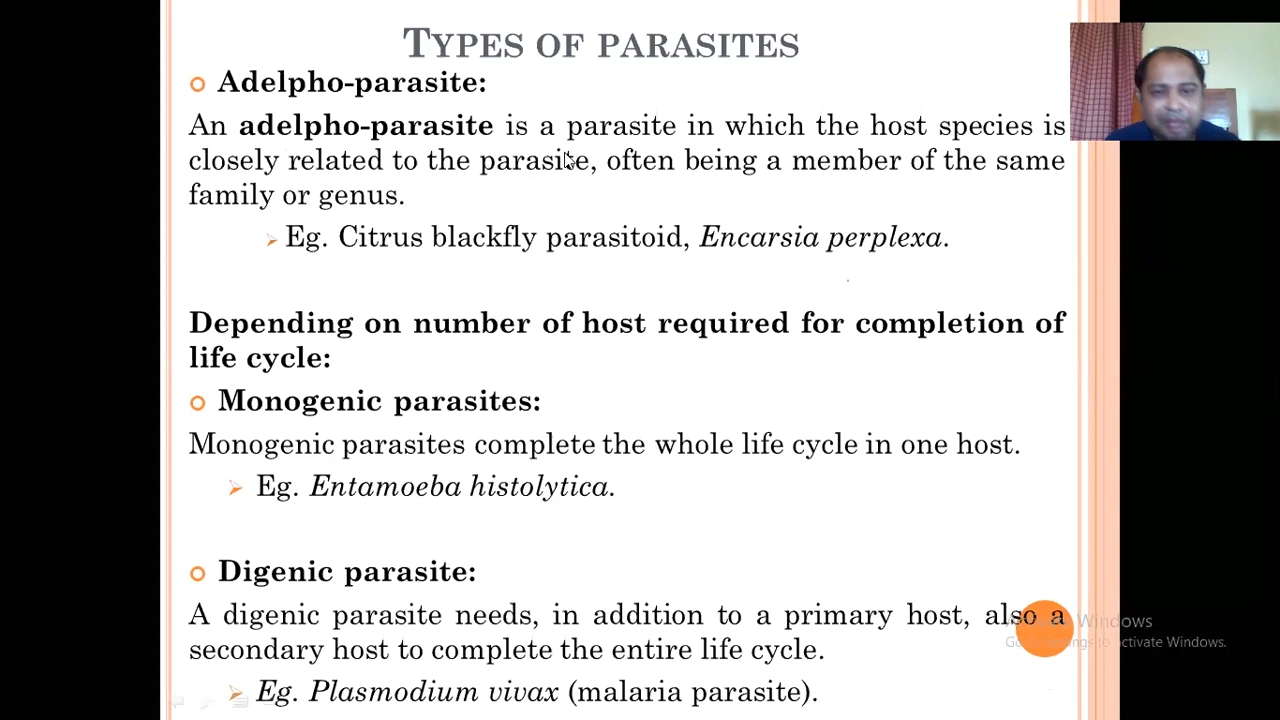 TYPES OF PARASITES
Adelpho-parasite:
An adelpho-parasite is a parasite in which the host species is
closely related to the parasite, often being a member of the same
family or genus.
Eg. Citrus blackfly parasitoid, Encarsia perplexa.
Depending on number of host required for completion of
life cycle:
Monogenic parasites:
Monogenic parasites complete the whole life cycle in one host.
Eg. Entamoeba histolytica.
Digenic parasite:
A digenic parasite needs, in addition to a primary host, also a
secondary host to complete the entire life cycle.
Eg. Plasmodium vivax (malaria parasite).
Windows
to activate Windows.